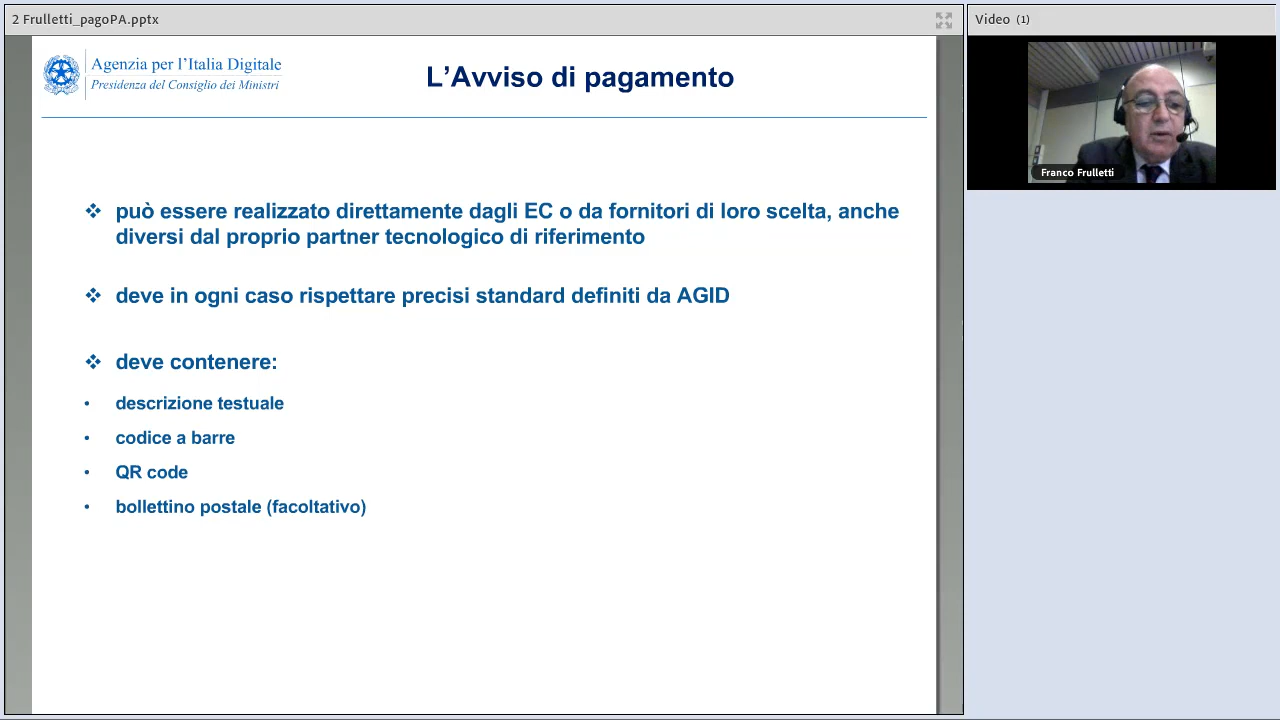 2 Frulletti_pagoPA.pptx
Video (1)
Agenzia per l'Italia Digitale
Presidenza del Consiglio dei Ministri
L'Avviso di pagamento
Franco Frulletti
❖ può essere realizzato direttamente dagli EC o da fornitori di loro scelta, anche
diversi dal proprio partner tecnologico di riferimento
❖ deve in ogni caso rispettare precisi standard definiti da AGID
❖ deve contenere:
• descrizione testuale
• codice a barre
• QR code
• bollettino postale (facoltativo)